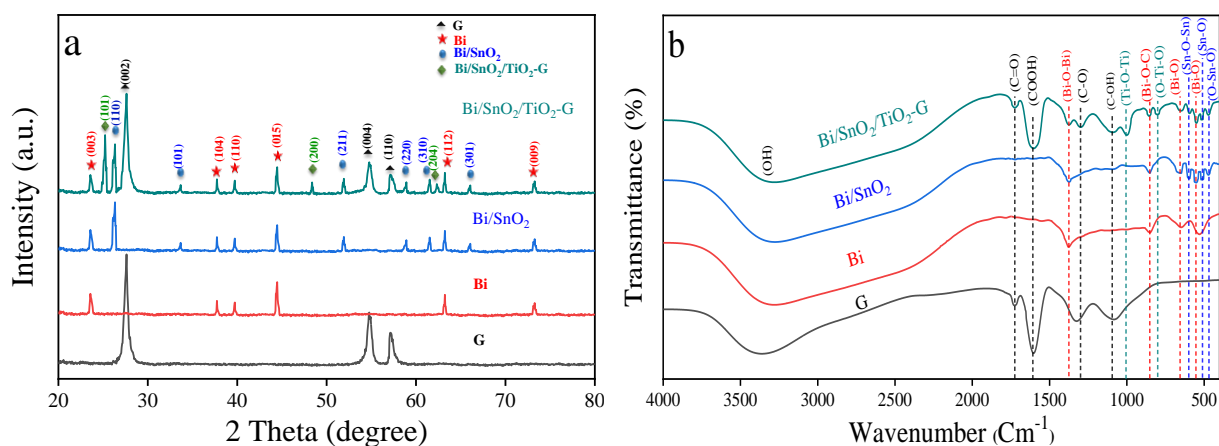 a
G
Bi
Bi/SnO₂
Bi/SnO₂/TiO₂-G
Bi/SnO₂/TiO₂-G
(003)
(101)
(110)
(002)
(101)
(104)
(110)
(015)
(200)
(211)
(004)
(110)
(220)
(310)
(204)
(112)
(301)
(009)
Bi/SnO₂
Bi
G
Intensity (a.u.)
20 30 40 50 60 70 80
2 Theta (degree)
b
(OH)
(C=O)
(COOH)
(Bi-O-Bi)
(C-O)
(C-OH)
(Ti-O-Ti)
(Bi-O-C)
(O-Ti-O)
(Bi-O)
(Sn-O-Sn)
(Bi-O)
(Sn-O)
(O-Sn-O)
Bi/SnO₂/TiO₂-G
Bi/SnO₂
Bi
G
Transmittance (%)
4000 3500 3000 2500 2000 1500 1000 500
Wavenumber (Cm⁻¹)